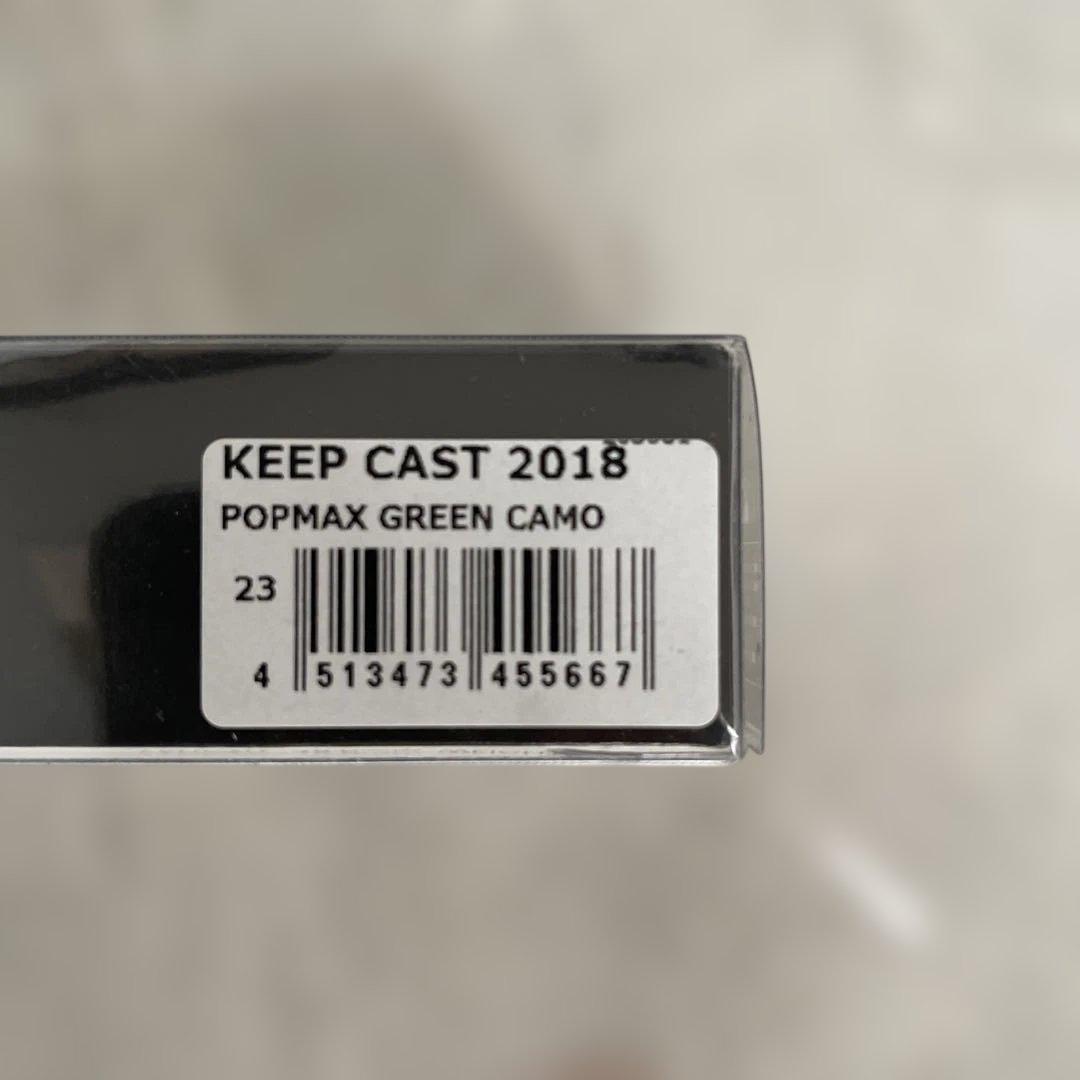 KEEP CAST 2018
POPMAX GREEN CAMO
23
4 513473 455667